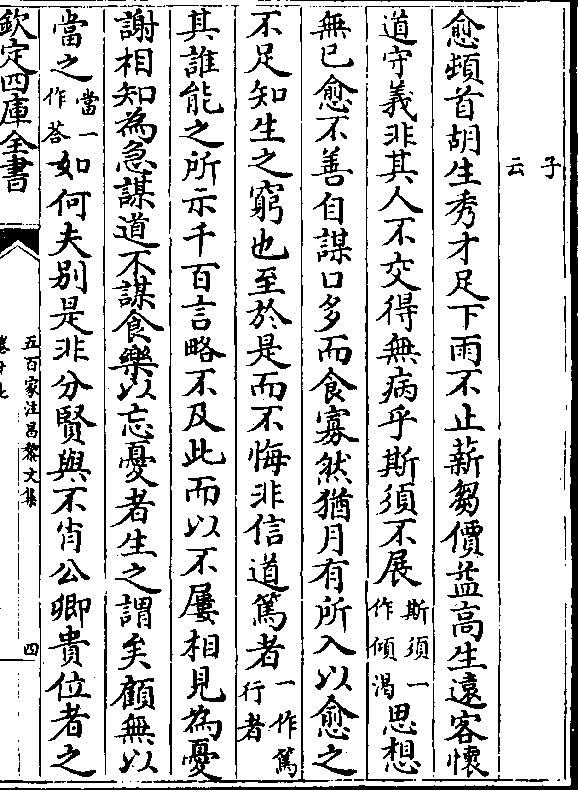 子云
愈頓首胡生秀才足下雨不止薪芻價益高生遠客懷
道守義非其人不交得無病乎斯須不展斯須一作傾渴思想
無已愈不善自謀口多而食寡然猶月有所入以愈之
不足知生之窮也至於是而不悔非信道篤者一作篤行者
其誰能之所示千百言略不及此而以不屢相見為憂
謝相知為急謀道不謀食樂以忘憂者生之謂矣顧無以
當之當一作荅如何夫别是非分賢與不肖公卿貴位者之
欽定四庫全書
五百家注昌黎文集
卷十七
四